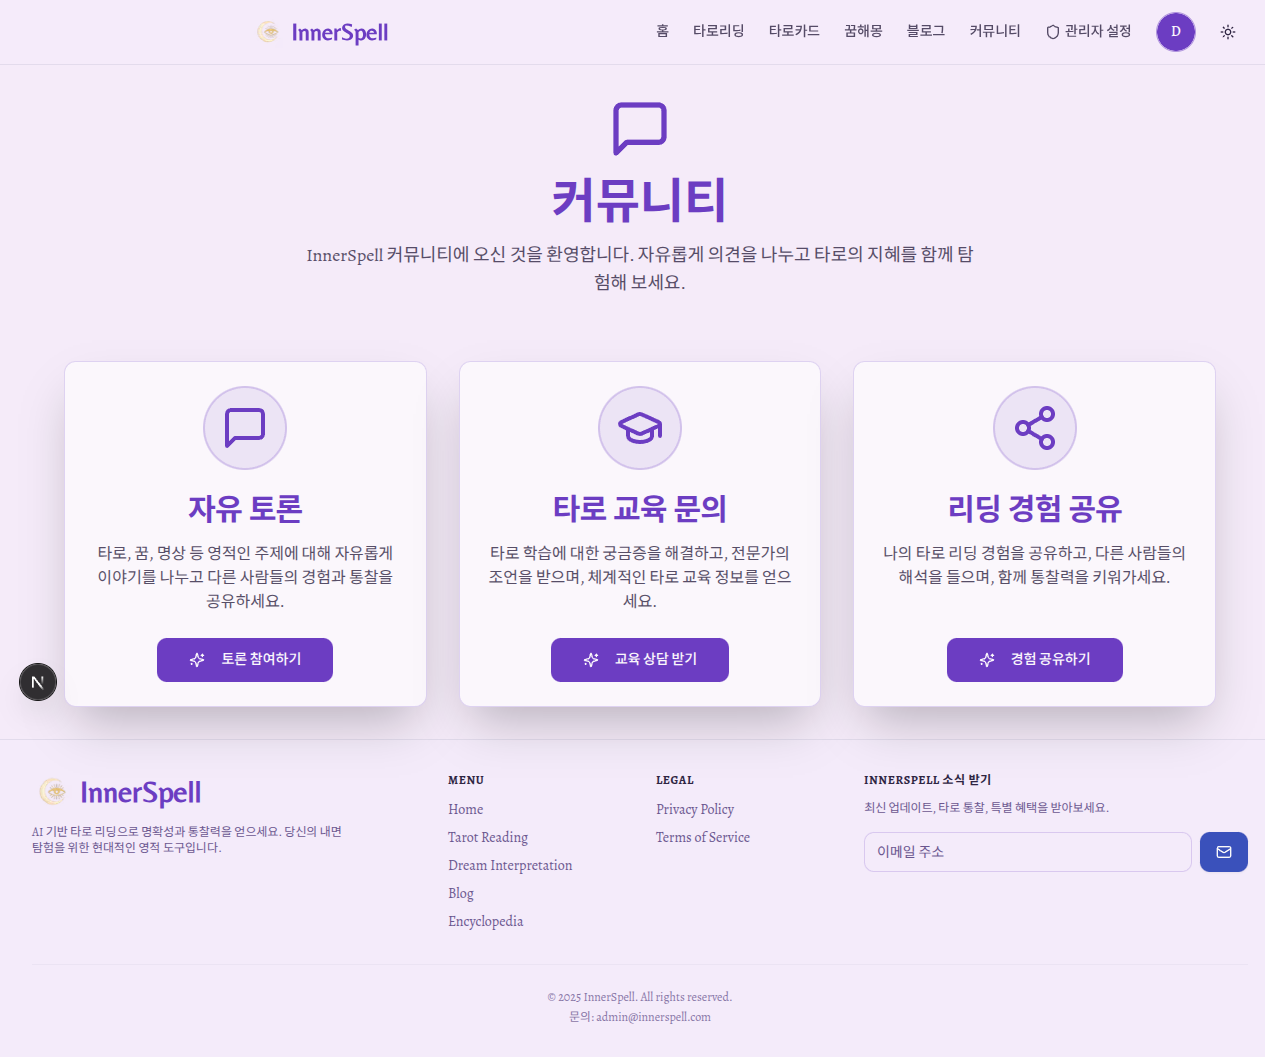 InnerSpell
홈
타로리딩
타로카드
꿈해몽
블로그
커뮤니티
관리자 설정
D
커뮤니티
InnerSpell 커뮤니티에 오신 것을 환영합니다. 자유롭게 의견을 나누고 타로의 지혜를 함께 탐
험해 보세요.
자유 토론
타로, 꿈, 명상 등 영적인 주제에 대해 자유롭게
이야기를 나누고 다른 사람들의 경험과 통찰을
공유하세요.
토론 참여하기
타로 교육 문의
타로 학습에 대한 궁금증을 해결하고, 전문가의
조언을 받으며, 체계적인 타로 교육 정보를 얻으
세요.
교육 상담 받기
리딩 경험 공유
나의 타로 리딩 경험을 공유하고, 다른 사람들의
해석을 들으며, 함께 통찰력을 키워가세요.
경험 공유하기
N
InnerSpell
AI 기반 타로 리딩으로 명확성과 통찰력을 얻으세요. 당신의 내면
탐험을 위한 현대적인 영적 도구입니다.
MENU
Home
Tarot Reading
Dream Interpretation
Blog
Encyclopedia
LEGAL
Privacy Policy
Terms of Service
INNERSPELL 소식 받기
최신 업데이트, 타로 통찰, 특별 혜택을 받아보세요.
이메일 주소
© 2025 InnerSpell. All rights reserved.
문의: admin@innerspell.com